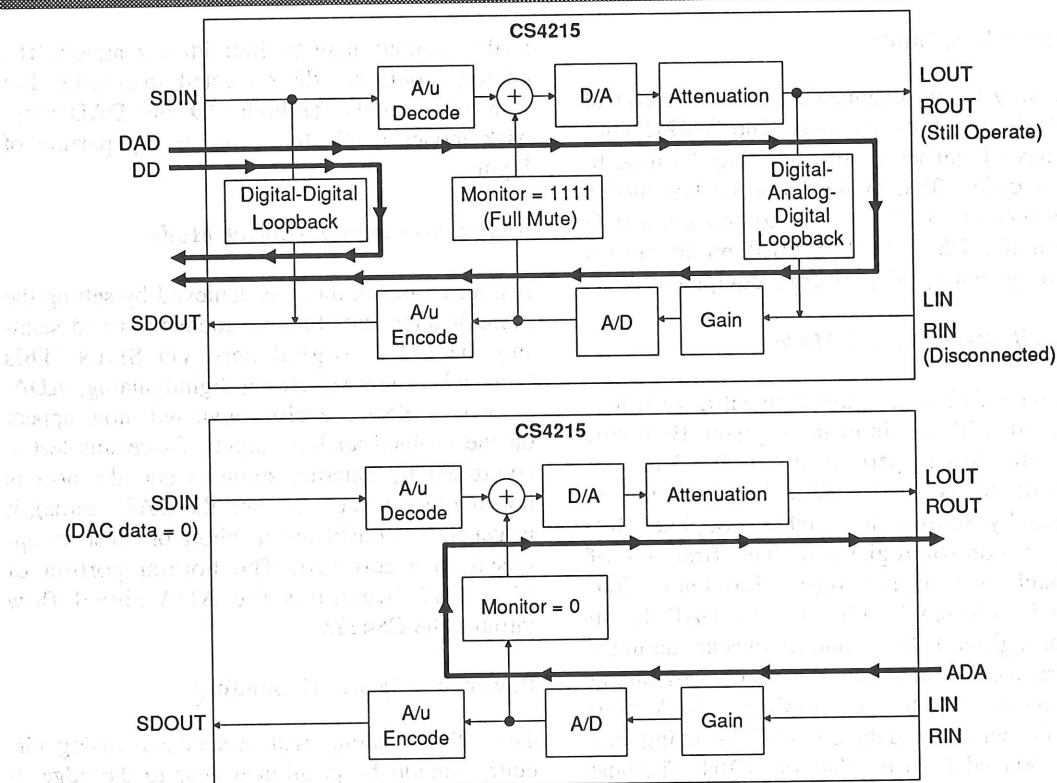 CS4215
SDIN
A/u
Decode
+
D/A
Attenuation
LOUT
ROUT
(Still Operate)
DAD
DD
Digital-Digital
Loopback
Monitor = 1111
(Full Mute)
Digital-
Analog-
Digital
Loopback
SDOUT
A/u
Encode
A/D
Gain
LIN
RIN
(Disconnected)
CS4215
SDIN
(DAC data = 0)
A/u
Decode
+
D/A
Attenuation
LOUT
ROUT
Monitor = 0
ADA
SDOUT
A/u
Encode
A/D
Gain
LIN
RIN